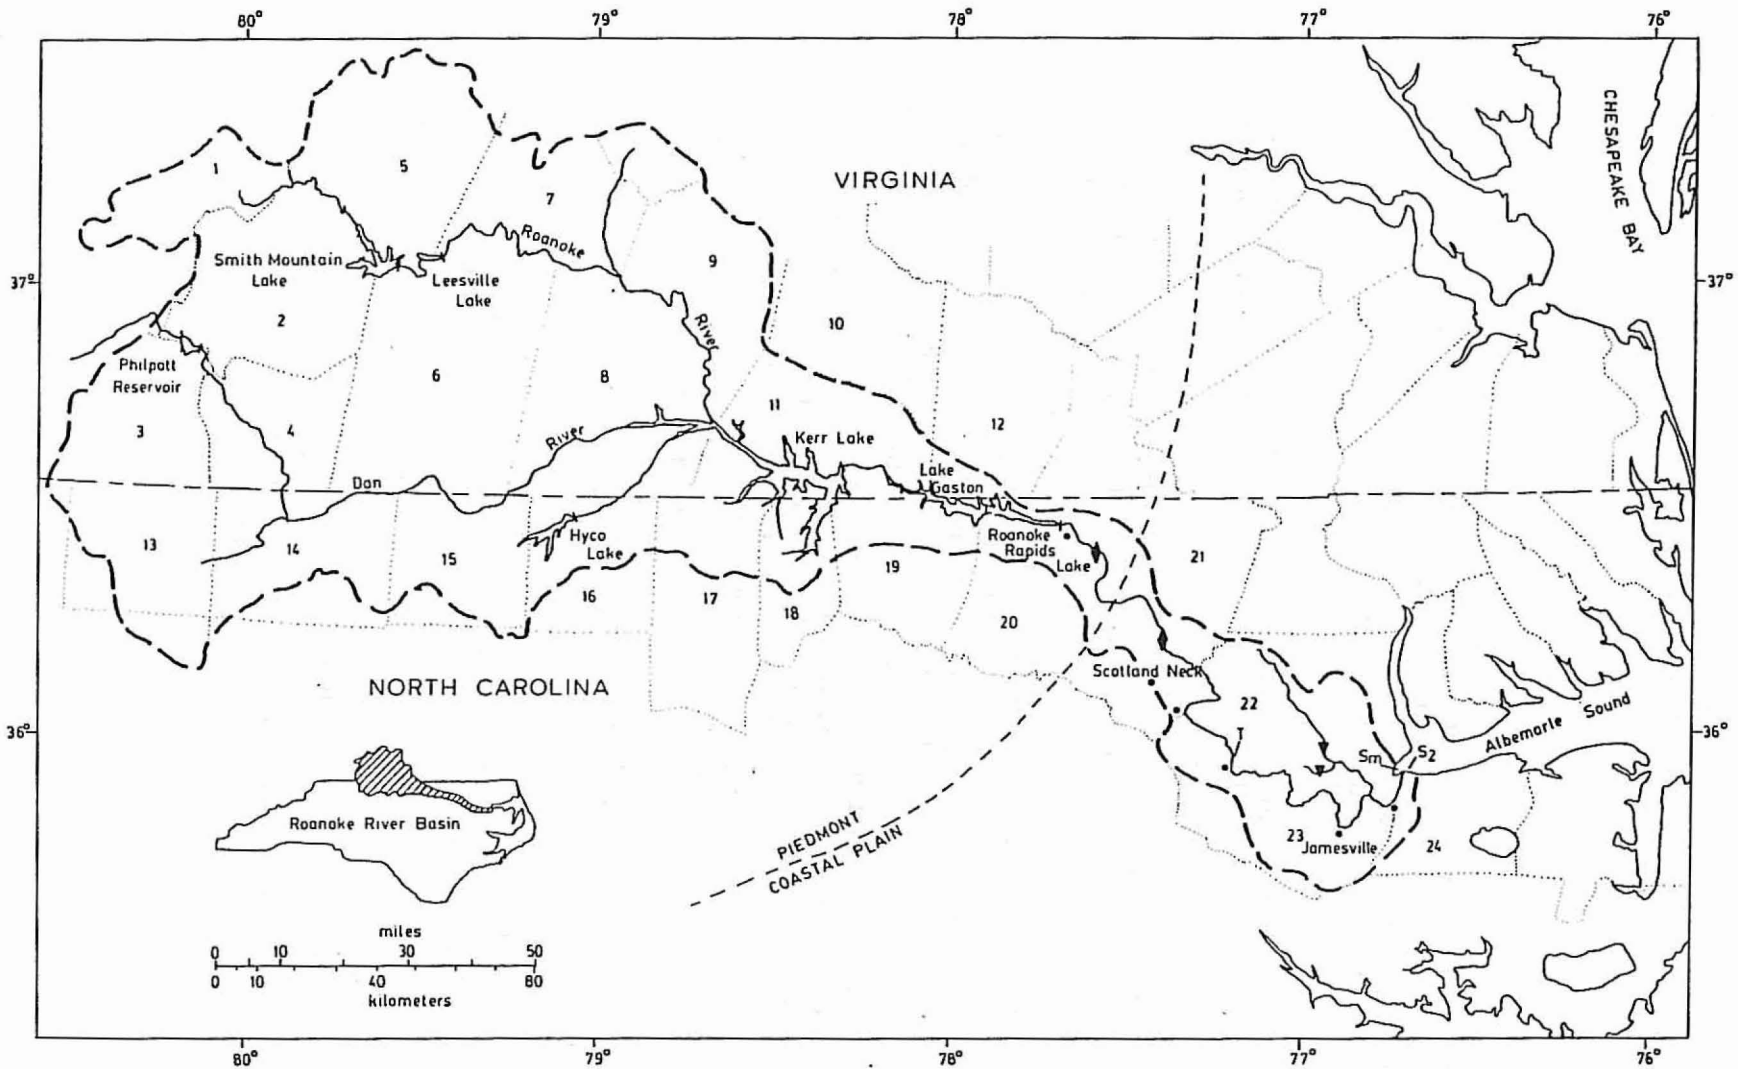 80°
79°
78°
77°
76°
CHESAPEAKE BAY
1
5
7
VIRGINIA
Roanoke
9
Smith Mountain
Lake
Leesville
Lake
37°
37°
2
River
10
Philpott
Reservoir
6
8
11
3
4
12
River
Kerr Lake
Dan
Lake
Gaston
13
14
15
Hyco
Lake
Roanoke
Rapids
Lake
21
16
17
18
19
20
NORTH CAROLINA
Scotland Neck
22
36°
36°
T
Albemarle Sound
Sm
S2
Roanoke River Basin
PIEDMONT
COASTAL PLAIN
23
Jamesville
24
miles
0 10 30 50
0 10 40 80
kilometers
80°
79°
78°
77°
76°